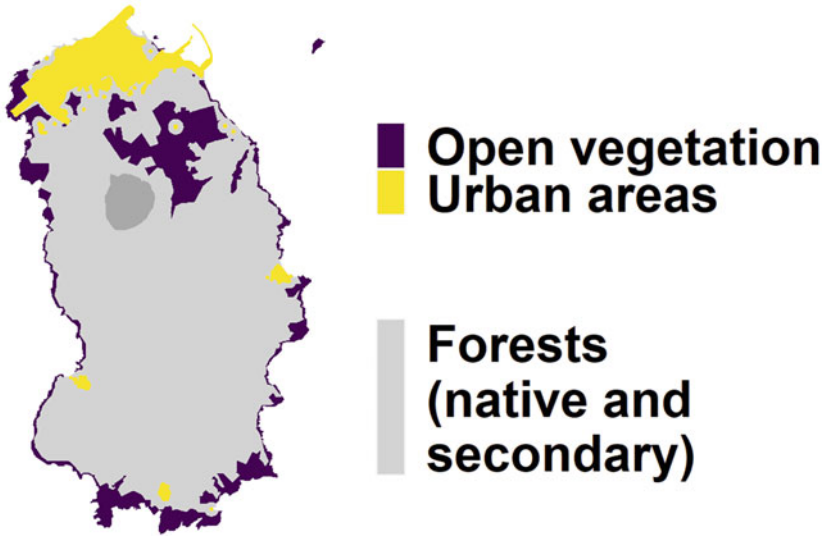 Open vegetation
Urban areas
Forests
(native and
secondary)